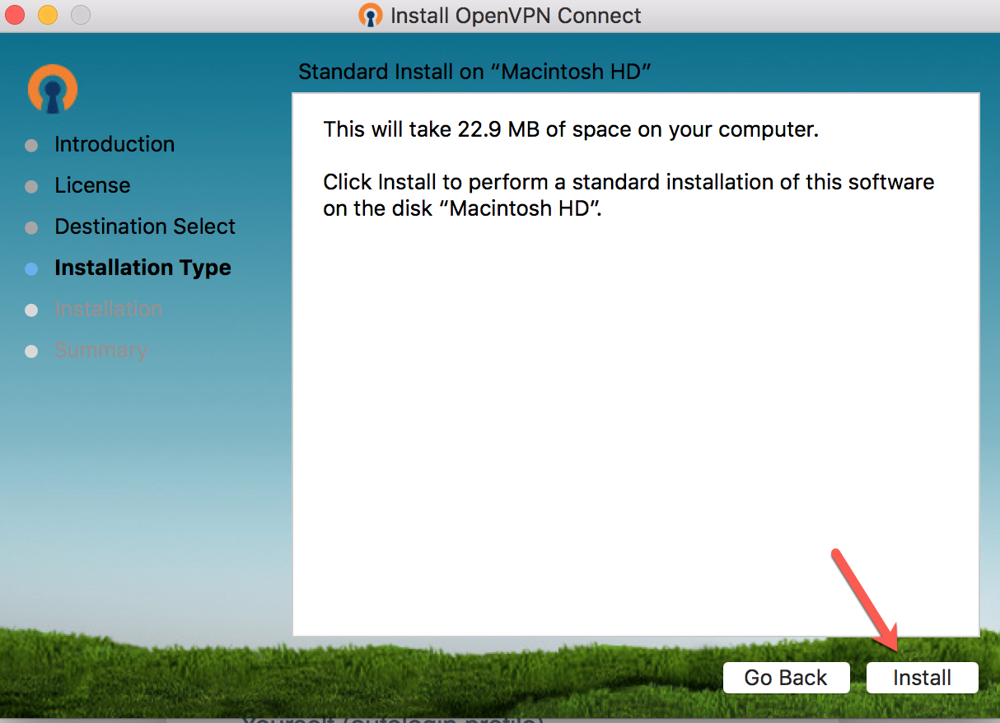 Install OpenVPN Connect
Standard Install on “Macintosh HD”
Introduction
License
Destination Select
Installation Type
Installation
Summary
This will take 22.9 MB of space on your computer.
Click Install to perform a standard installation of this software
on the disk “Macintosh HD”.
Go Back
Install
Yourself (autologin profile)